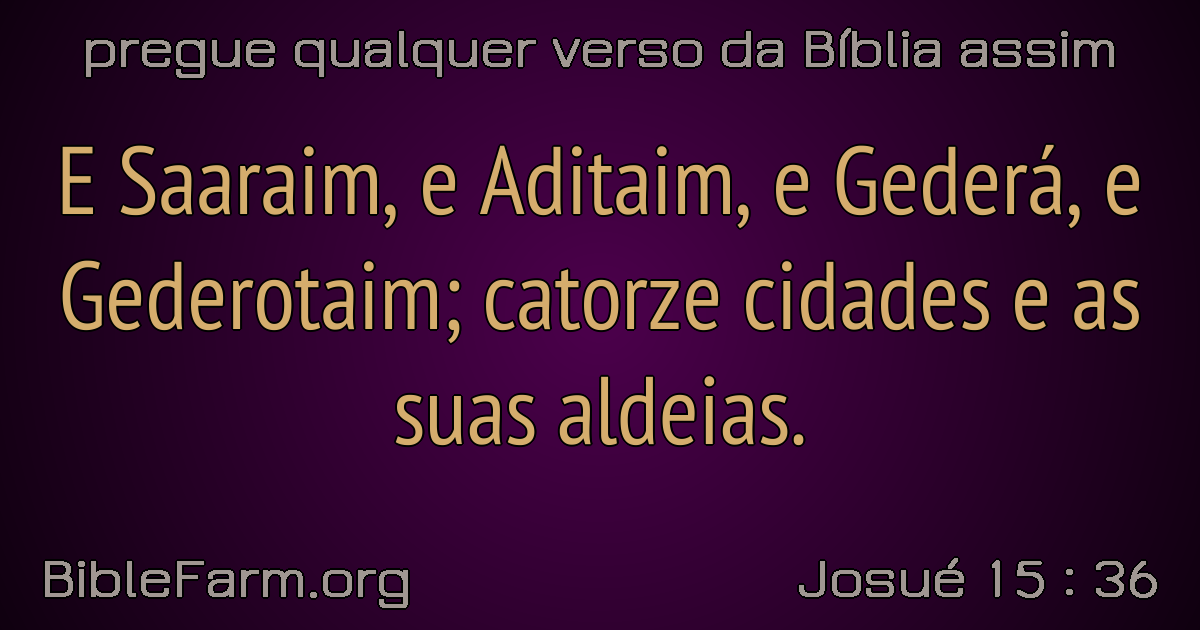 pregue qualquer verso da Bíblia assim
E Saaraim, e Aditaim, e Gederá, e
Gederotaim; catorze cidades e as
suas aldeias.
BibleFarm.org
Josué 15 : 36